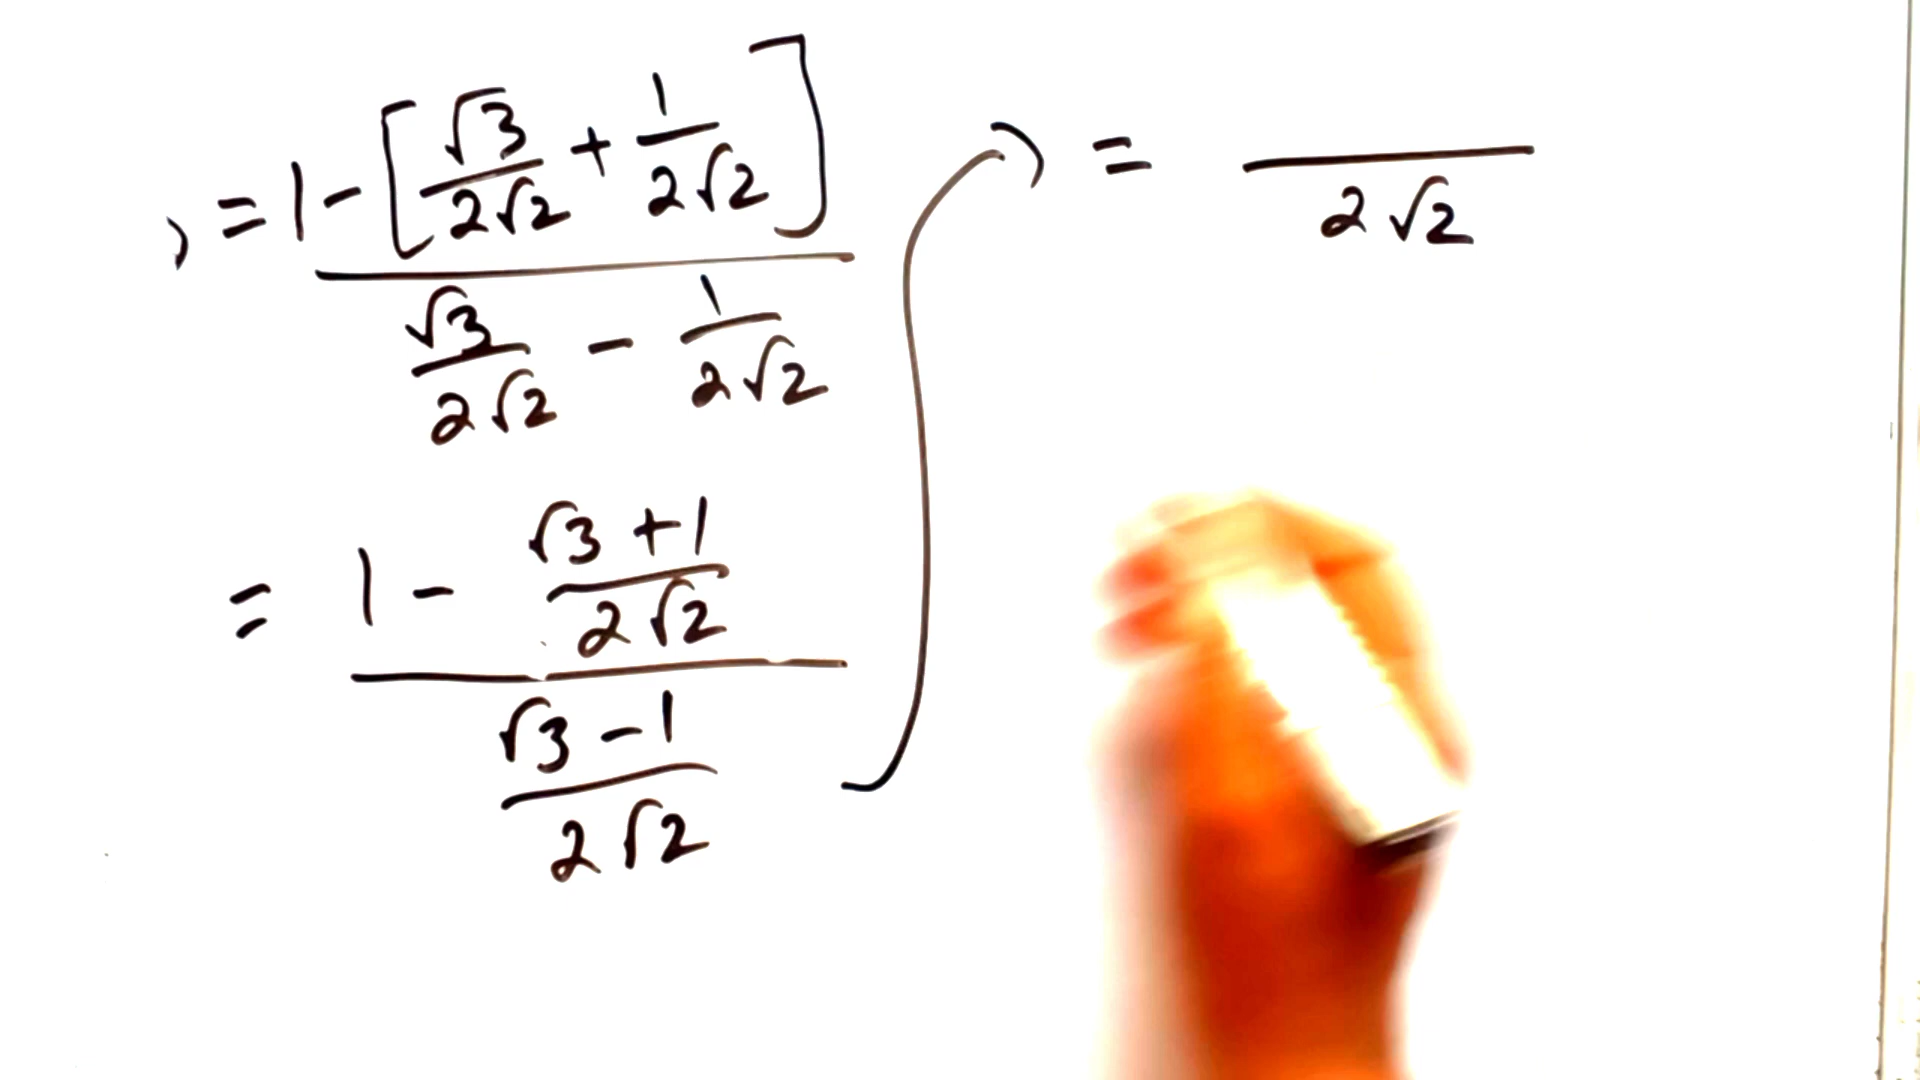 , = 1 - [√3/2√2 + 1/2√2]
√3/2√2 - 1/2√2
= 1 - (√3 + 1)/2√2
(√3 - 1)/2√2
=
2√2